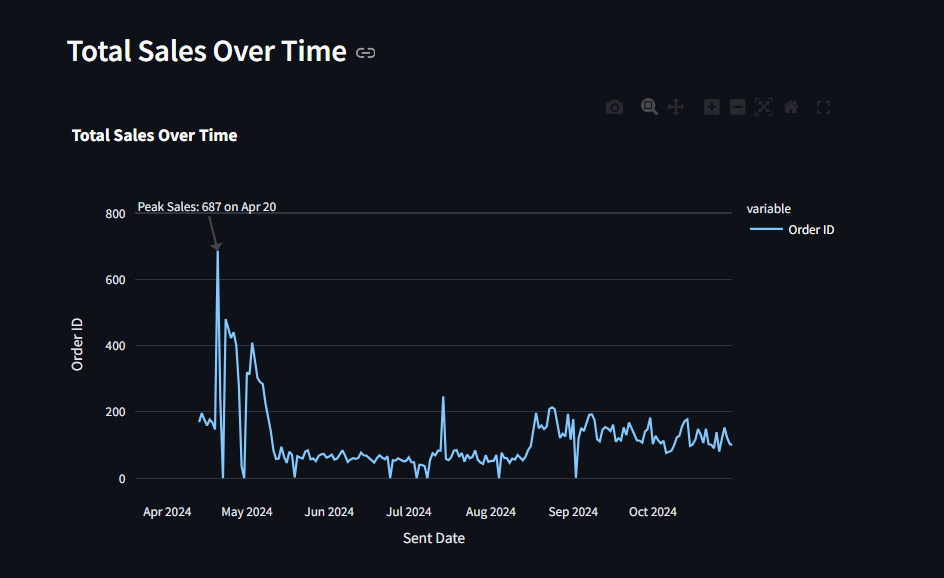 Total Sales Over Time
Total Sales Over Time
Peak Sales: 687 on Apr 20
800
600
400
200
0
Order ID
Apr 2024 May 2024 Jun 2024 Jul 2024 Aug 2024 Sep 2024 Oct 2024
Sent Date
variable
Order ID